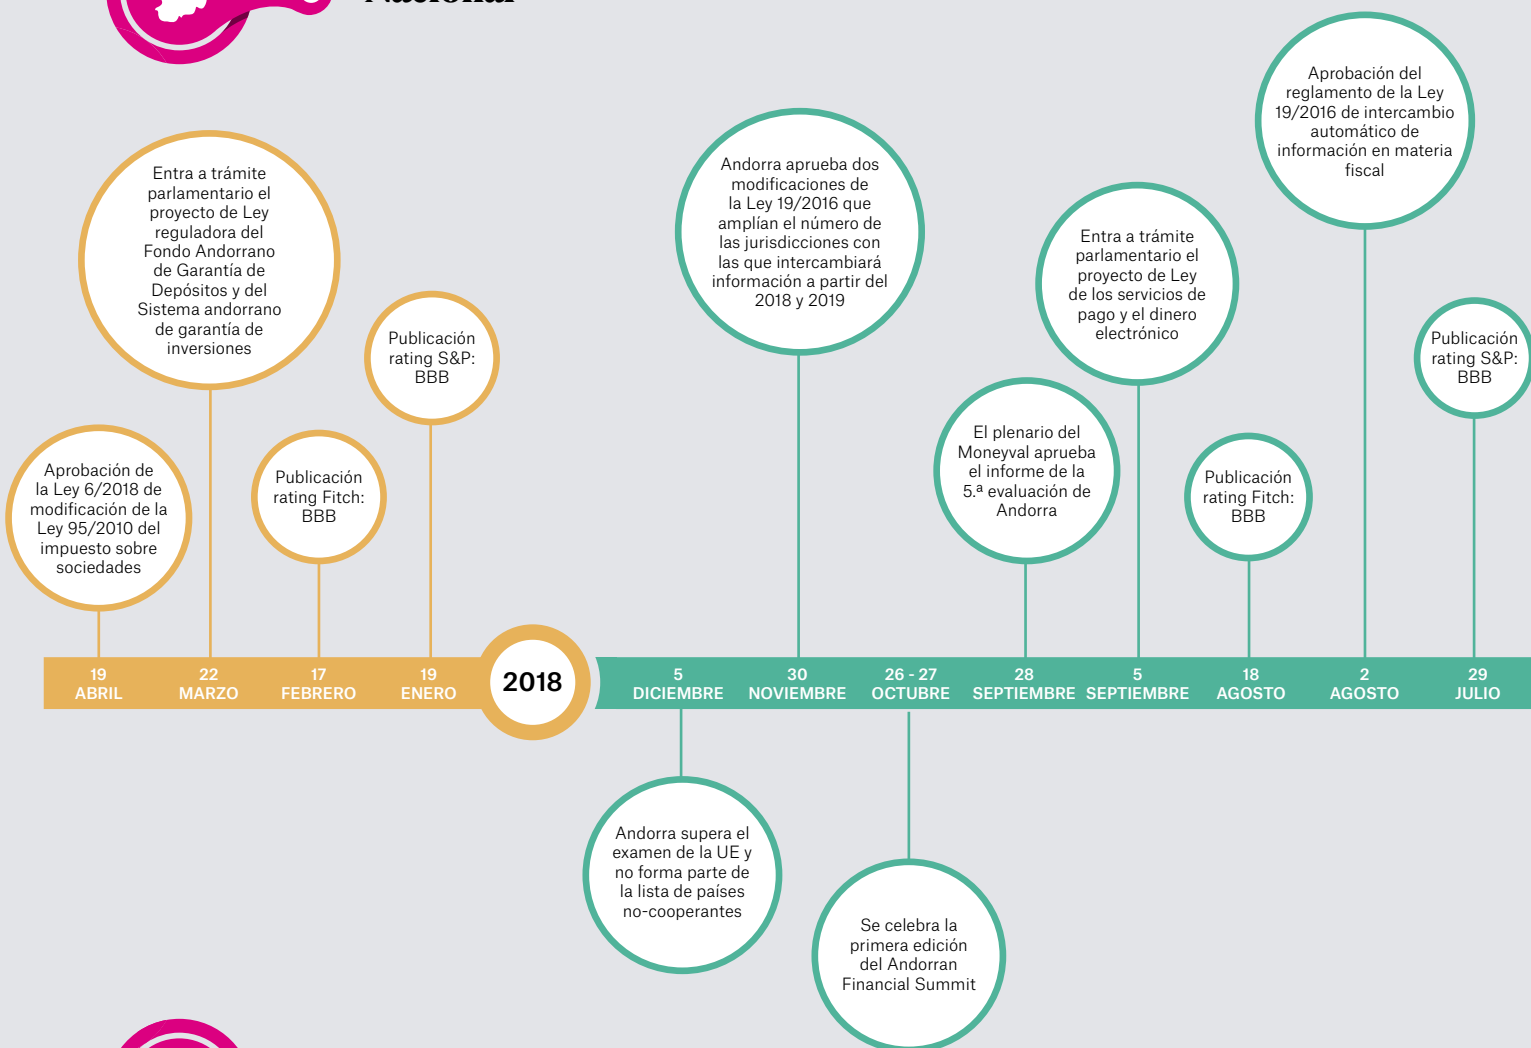 Nacional
Entra a trámite
parlamentario el
proyecto de Ley
reguladora del
Fondo Andorrano
de Garantía de
Depósitos y del
Sistema andorrano
de garantía de
inversiones
Publicación
rating S&P:
BBB
Aprobación de
la Ley 6/2018 de
modificación de la
Ley 95/2010 del
impuesto sobre
sociedades
Publicación
rating Fitch:
BBB
Andorra aprueba dos
modificaciones de
la Ley 19/2016 que
amplían el número de
las jurisdicciones con
las que intercambiará
información a partir del
2018 y 2019
Entra a trámite
parlamentario el
proyecto de Ley
de los servicios de
pago y el dinero
electrónico
Aprobación del
reglamento de la Ley
19/2016 de intercambio
automático de
información en materia
fiscal
Publicación
rating S&P:
BBB
El plenario del
Moneyval aprueba
el informe de la
5.ª evaluación de
Andorra
Publicación
rating Fitch:
BBB
19
ABRIL
22
MARZO
17
FEBRERO
19
ENERO
2018
5
DICIEMBRE
30
NOVIEMBRE
26 - 27
OCTUBRE
28
SEPTIEMBRE
5
SEPTIEMBRE
18
AGOSTO
2
AGOSTO
29
JULIO
Andorra supera el
examen de la UE y
no forma parte de
la lista de países
no-cooperantes
Se celebra la
primera edición
del Andorran
Financial Summit